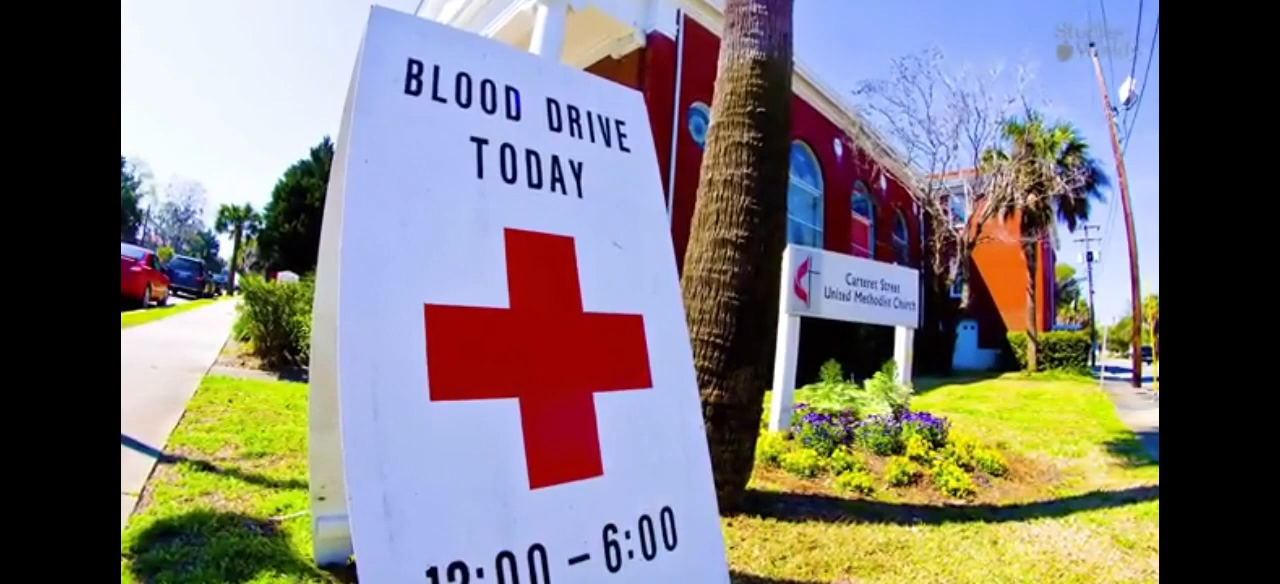 BLOOD DRIVE
TODAY
12:00 – 6:00
Carteret Street
United Methodist Church